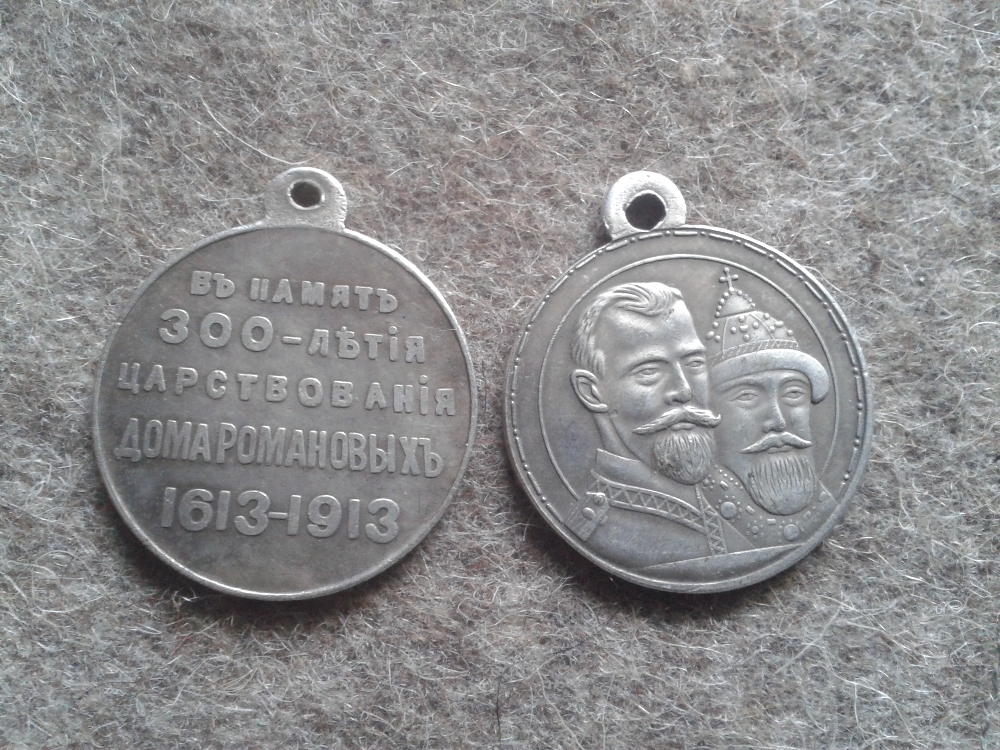 ВЪ ПАМЯТЬ
300-ЛѢТІЯ
ЦАРСТВОВАНІЯ
ДОМА РОМАНОВЫХЪ
1613-1913